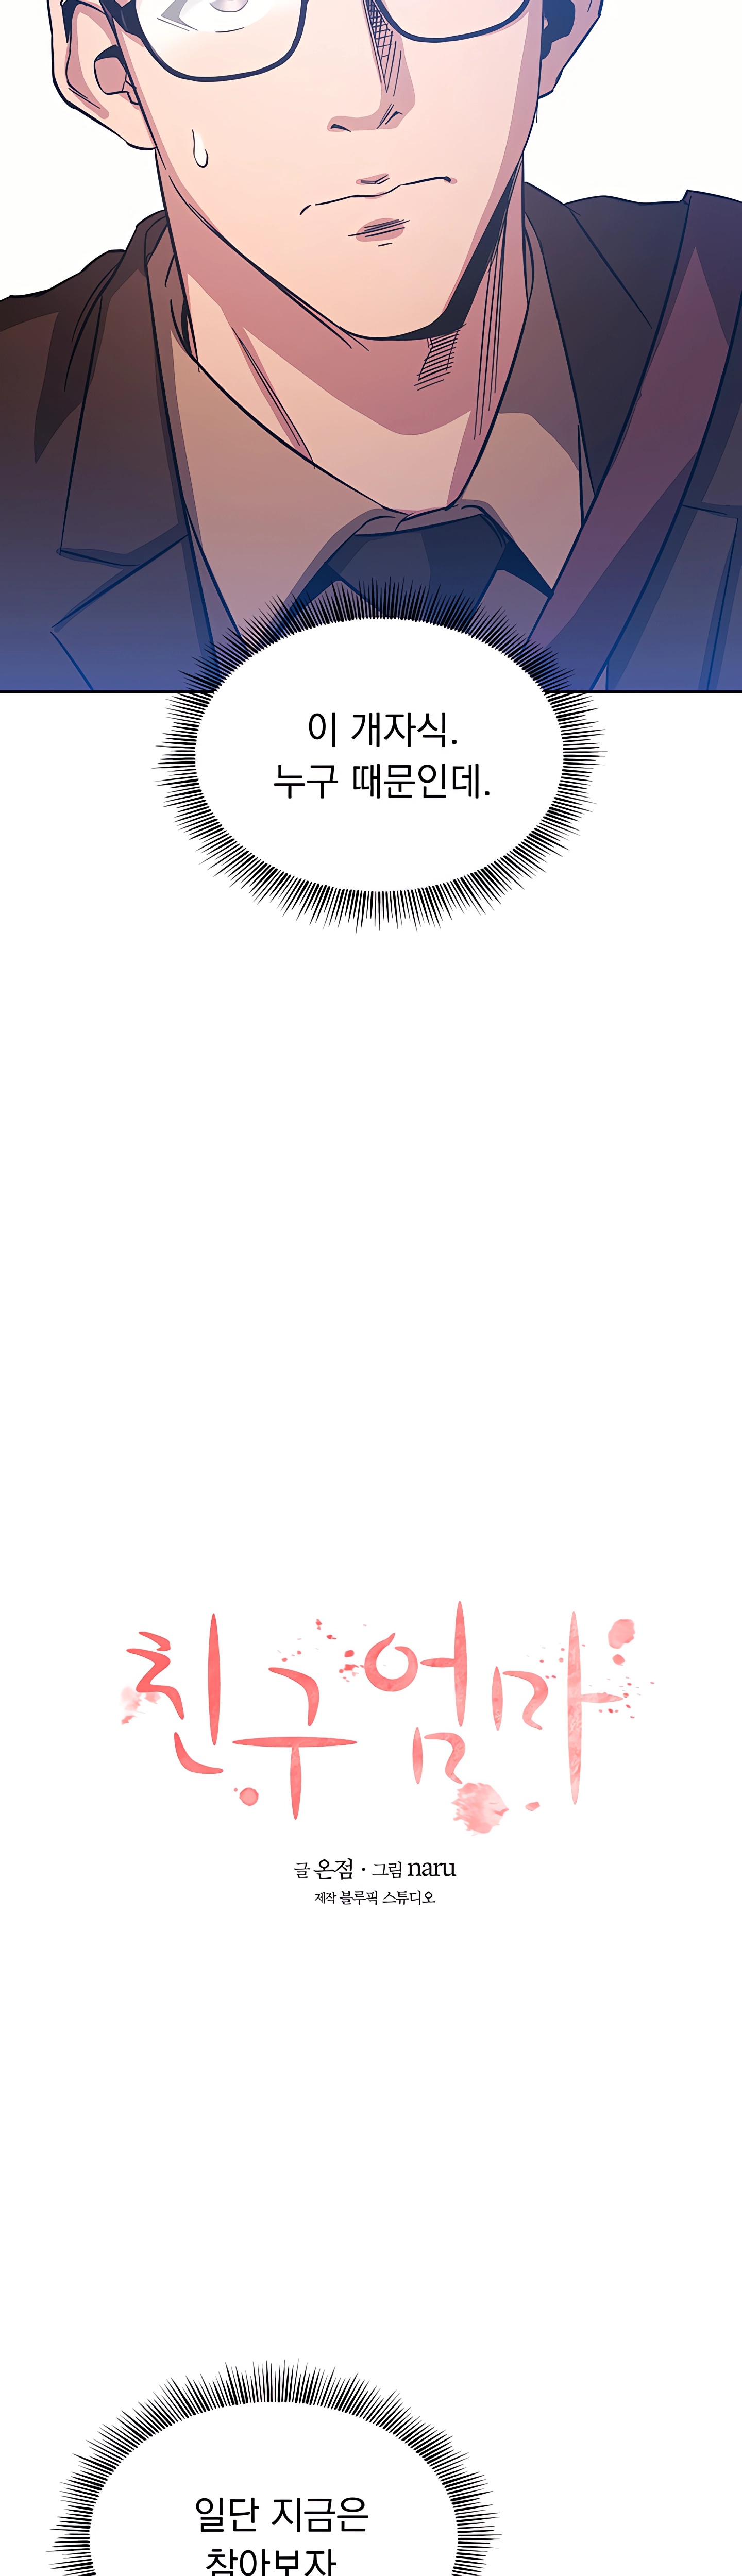 이 개자식.
누구 때문인데.
친구 엄마
글 온점 · 그림 naru
제작 블루픽 스튜디오
일단 지금은
참아보자